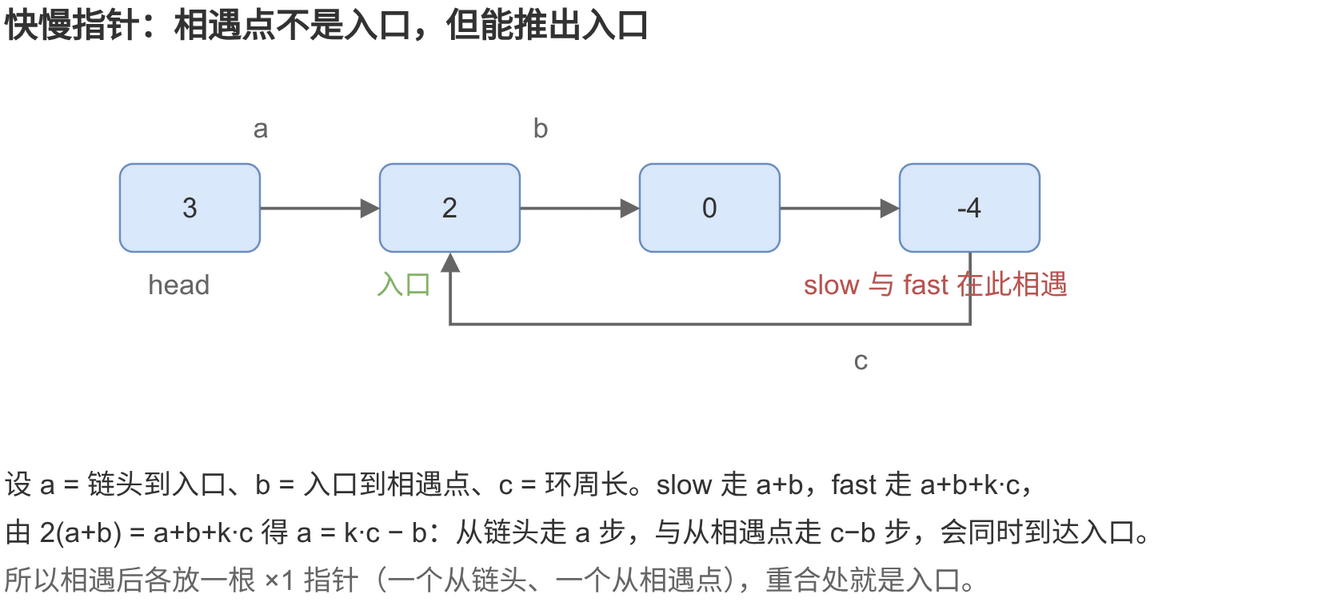 快慢指针：相遇点不是入口，但能推出入口
a
b
3
2
0
-4
head
入口
slow 与 fast 在此相遇
c
设 a = 链头到入口、b = 入口到相遇点、c = 环周长。slow 走 a+b，fast 走 a+b+k·c，
由 2(a+b) = a+b+k·c 得 a = k·c − b：从链头走 a 步，与从相遇点走 c−b 步，会同时到达入口。
所以相遇后各放一根 ×1 指针（一个从链头、一个从相遇点），重合处就是入口。